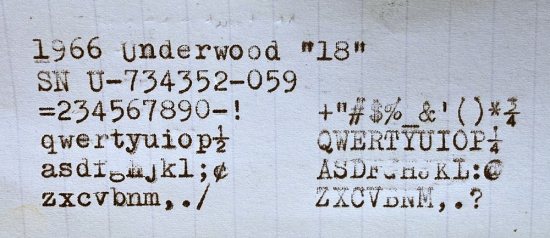 1966 Underwood "18"
SN U-734352-059
=234567890-! +"#$%_&'()*¾
qwertyuiop½ QWERTYUIOP¼
asdfghjkl;¢ ASDFGHJKL:@
zxcvbnm,./ ZXCVBNM,.?